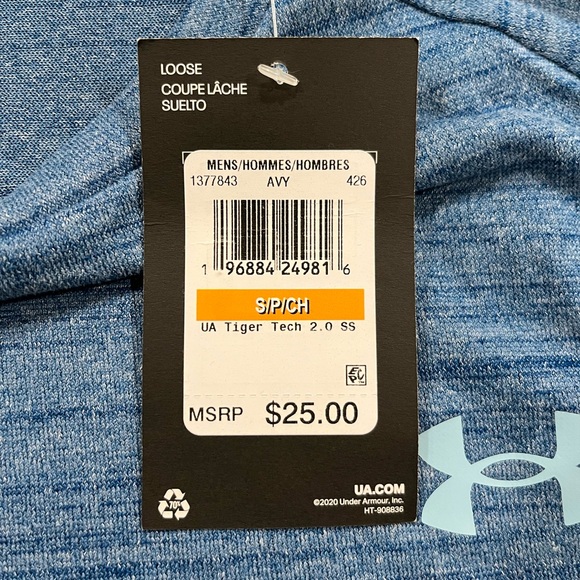 LOOSE
COUPE LÂCHE
SUELTO
MENS/HOMMES/HOMBRES
1377843 AVY 426
1 96884 24981 6
S/P/CH
UA Tiger Tech 2.0 SS
MSRP $25.00
70%
UA.COM
©2020 Under Armour, Inc.
HT-908836